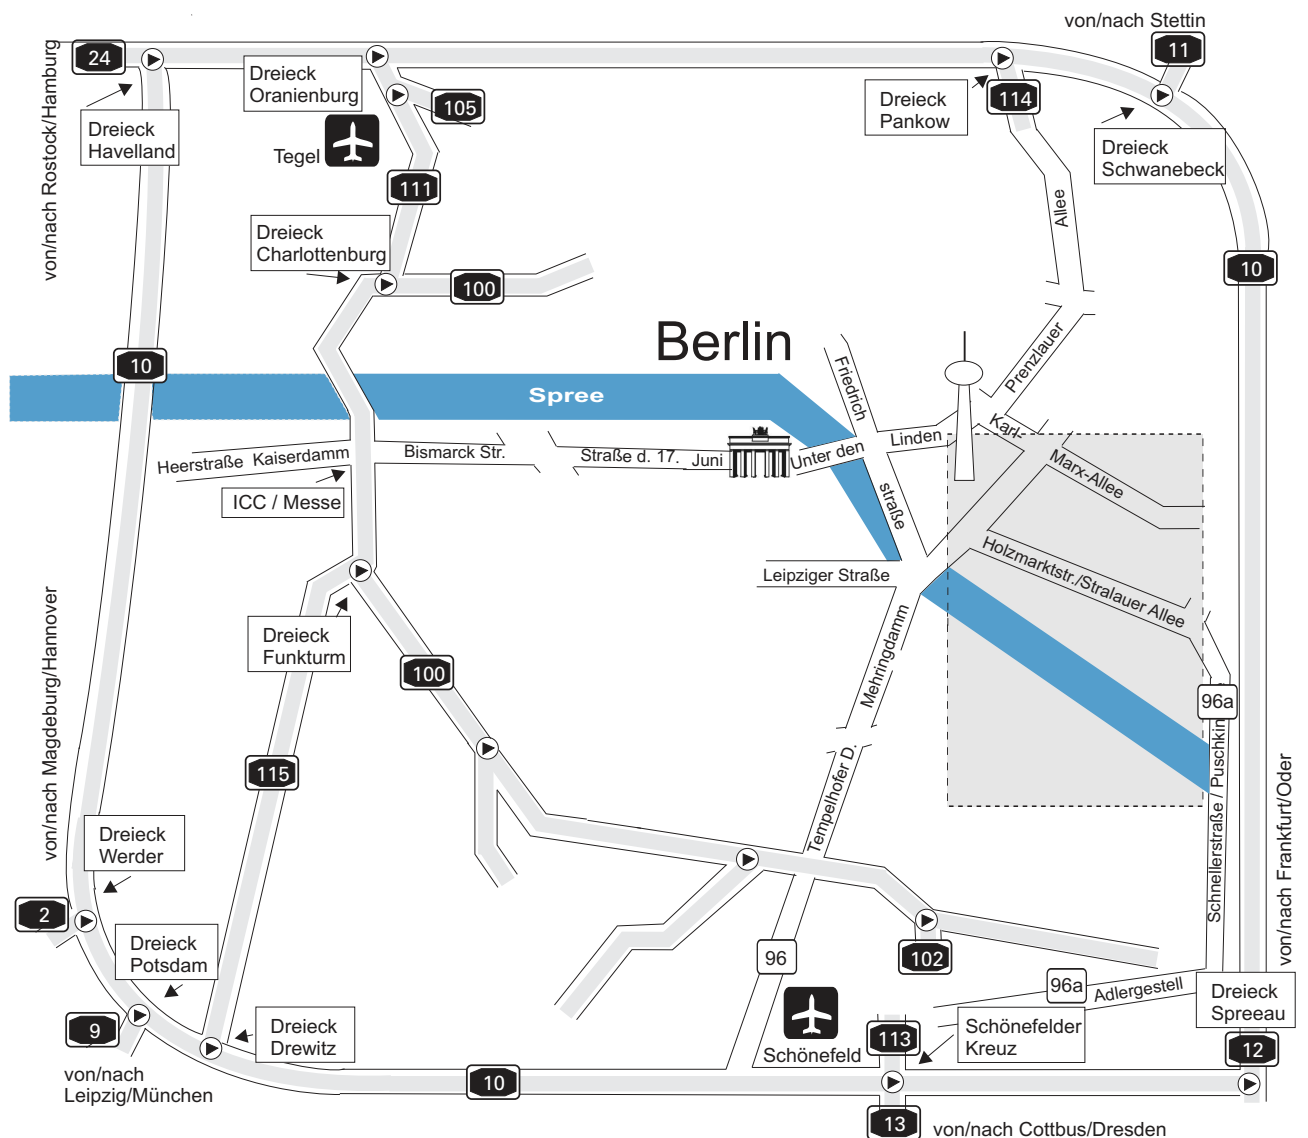 von/nach Stettin
24
11
Dreieck
Oranienburg
Dreieck
Pankow
114
105
Dreieck
Havelland
Tegel
Dreieck
Schwanebeck
von/nach Rostock/Hamburg
111
Allee
Dreieck
Charlottenburg
100
10
Berlin
10
Friedrich
Prenzlauer
Spree
Karl-
Linden
Unter den
Heerstraße Kaiserdamm
Bismarck Str.
Straße d. 17.
Juni
Marx-Allee
ICC / Messe
straße
Holzmarktstr./Stralauer Allee
Leipziger Straße
Dreieck
Funkturm
100
Mehringdamm
96a
von/nach Magdeburg/Hannover
115
Tempelhofer D.
Schnellerstraße / Puschkin
Dreieck
Werder
von/nach Frankfurt/Oder
2
Dreieck
Potsdam
96
102
96a
Adlergestell
Dreieck
Spreeau
9
Dreieck
Drewitz
Schönefeld
113
Schönefelder
Kreuz
12
von/nach
Leipzig/München
10
13
von/nach Cottbus/Dresden